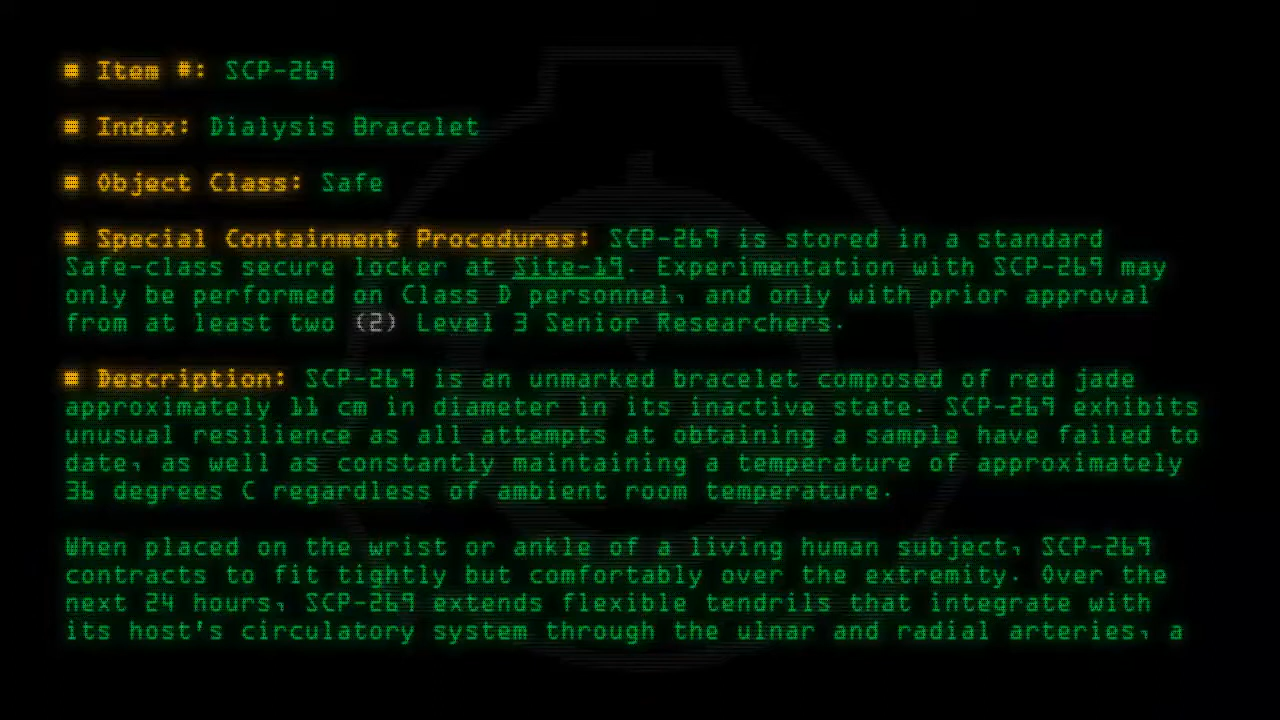 ■ Item #: SCP-269
■ Index: Dialysis Bracelet
■ Object Class: Safe
■ Special Containment Procedures: SCP-269 is stored in a standard
Safe-class secure locker at Site-19. Experimentation with SCP-269 may
only be performed on Class D personnel, and only with prior approval
from at least two (2) Level 3 Senior Researchers.
■ Description: SCP-269 is an unmarked bracelet composed of red jade
approximately 11 cm in diameter in its inactive state. SCP-269 exhibits
unusual resilience as all attempts at obtaining a sample have failed to
date, as well as constantly maintaining a temperature of approximately
36 degrees C regardless of ambient room temperature.
When placed on the wrist or ankle of a living human subject, SCP-269
contracts to fit tightly but comfortably over the extremity. Over the
next 24 hours, SCP-269 extends flexible tendrils that integrate with
its host's circulatory system through the ulnar and radial arteries, a